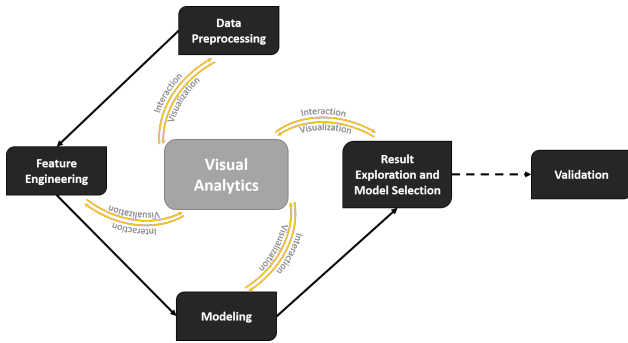 Data
Preprocessing
Interaction
Visualization
Interaction
Visualization
Visual
Analytics
Feature
Engineering
Result
Exploration and
Model Selection
Validation
Visualization
Interaction
Visualization
Interaction
Modeling